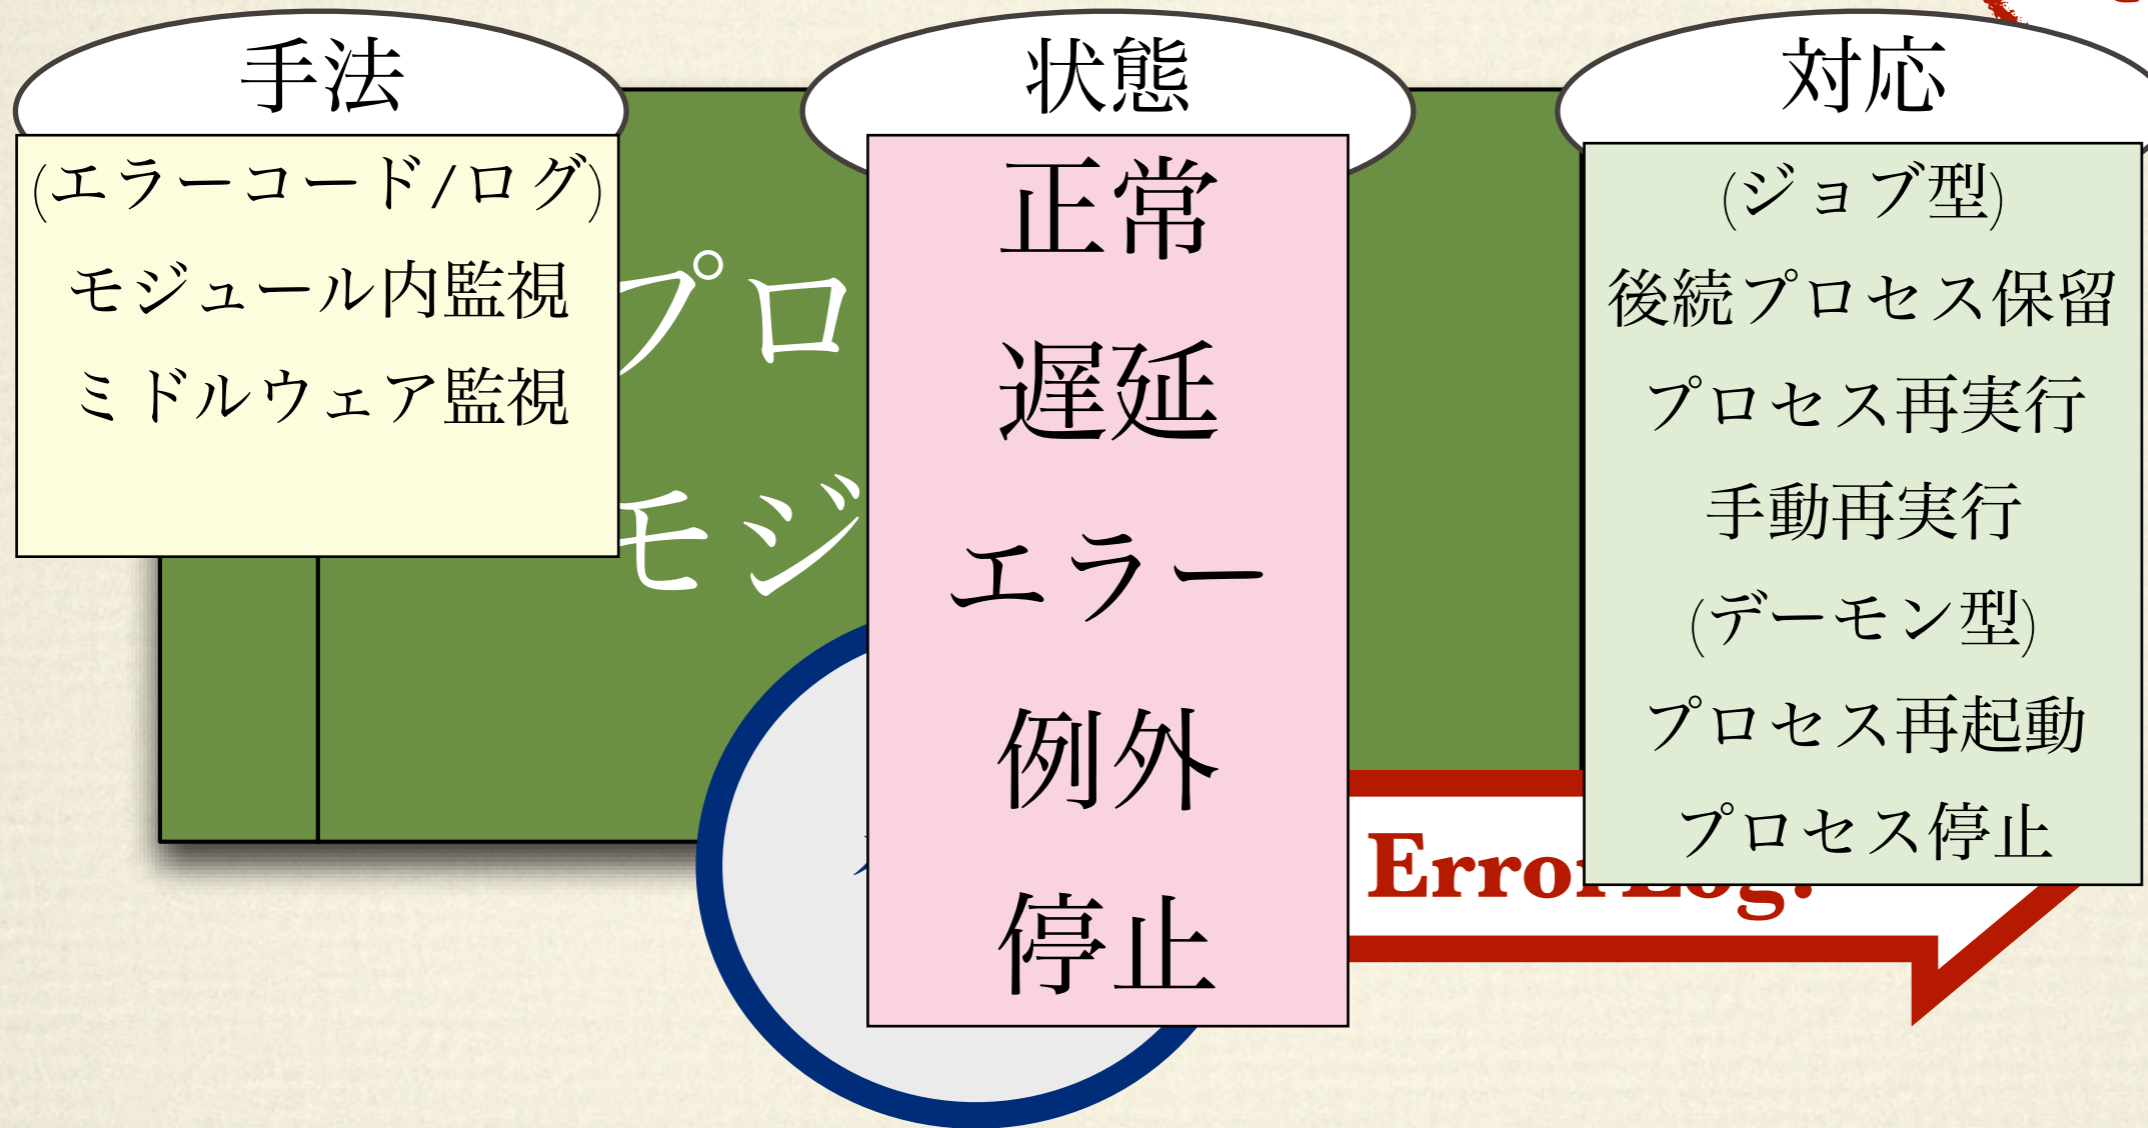 手法
(エラーコード/ログ)
モジュール内監視
ミドルウェア監視
状態
正常
遅延
エラー
例外
停止
対応
(ジョブ型)
後続プロセス保留
プロセス再実行
手動再実行
(デーモン型)
プロセス再起動
プロセス停止
プロ
モジ
Error Log.